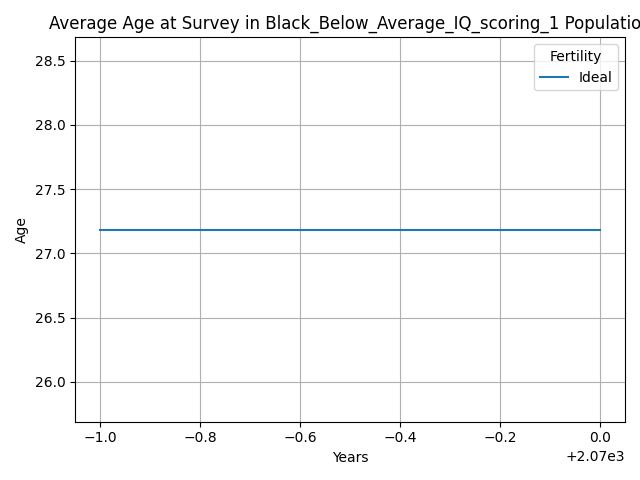 Average Age at Survey in Black_Below_Average_IQ_scoring_1 Populatio
Fertility
Ideal
28.5
28.0
27.5
27.0
26.5
26.0
Age
−1.0
−0.8
−0.6
−0.4
−0.2
0.0
Years
+2.07e3